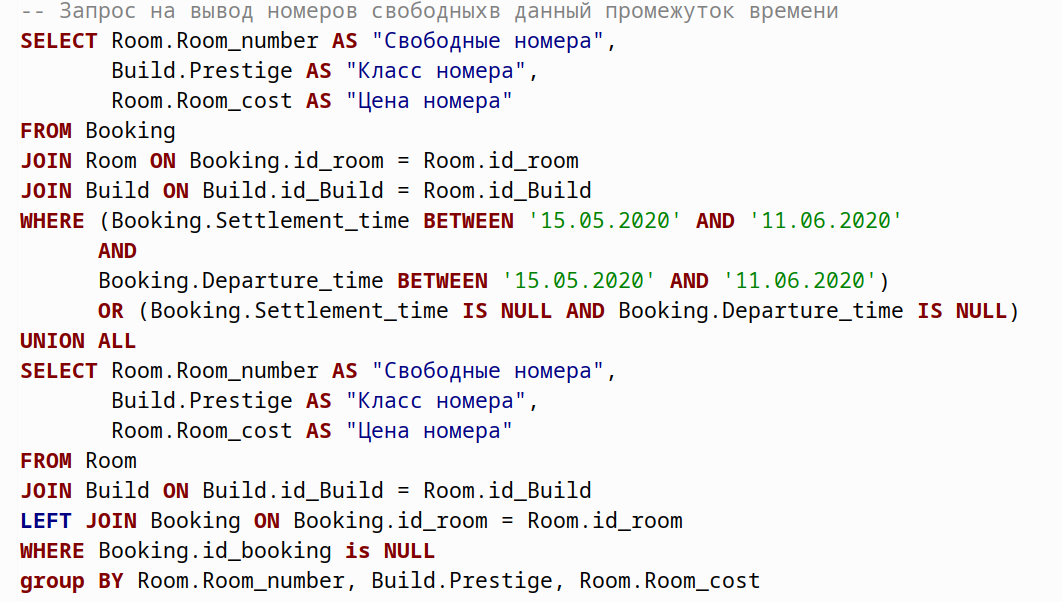 -- Запрос на вывод номеров свободныхв данный промежуток времени
SELECT Room.Room_number AS "Свободные номера",
       Build.Prestige AS "Класс номера",
       Room.Room_cost AS "Цена номера"
FROM Booking
JOIN Room ON Booking.id_room = Room.id_room
JOIN Build ON Build.id_Build = Room.id_Build
WHERE (Booking.Settlement_time BETWEEN '15.05.2020' AND '11.06.2020'
      AND
      Booking.Departure_time BETWEEN '15.05.2020' AND '11.06.2020')
      OR (Booking.Settlement_time IS NULL AND Booking.Departure_time IS NULL)
UNION ALL
SELECT Room.Room_number AS "Свободные номера",
       Build.Prestige AS "Класс номера",
       Room.Room_cost AS "Цена номера"
FROM Room
JOIN Build ON Build.id_Build = Room.id_Build
LEFT JOIN Booking ON Booking.id_room = Room.id_room
WHERE Booking.id_booking is NULL
group BY Room.Room_number, Build.Prestige, Room.Room_cost